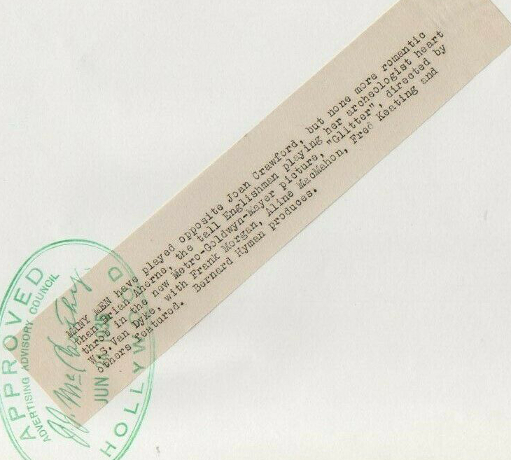 MANY MEN have played opposite Joan Crawford, but none more romantic
than Brian Aherne, the tall Englishman playing her archeologist heart
throb in the new Metro-Goldwyn-Mayer picture, "Glitter", directed by
W.S.Van Dyke, with Frank Morgan, Aline MacMahon, Fred Keating and
others featured. Bernard Hyman produces.
APPROVED
ADVERTISING ADVISORY COUNCIL
JUN
HOLLYWOOD